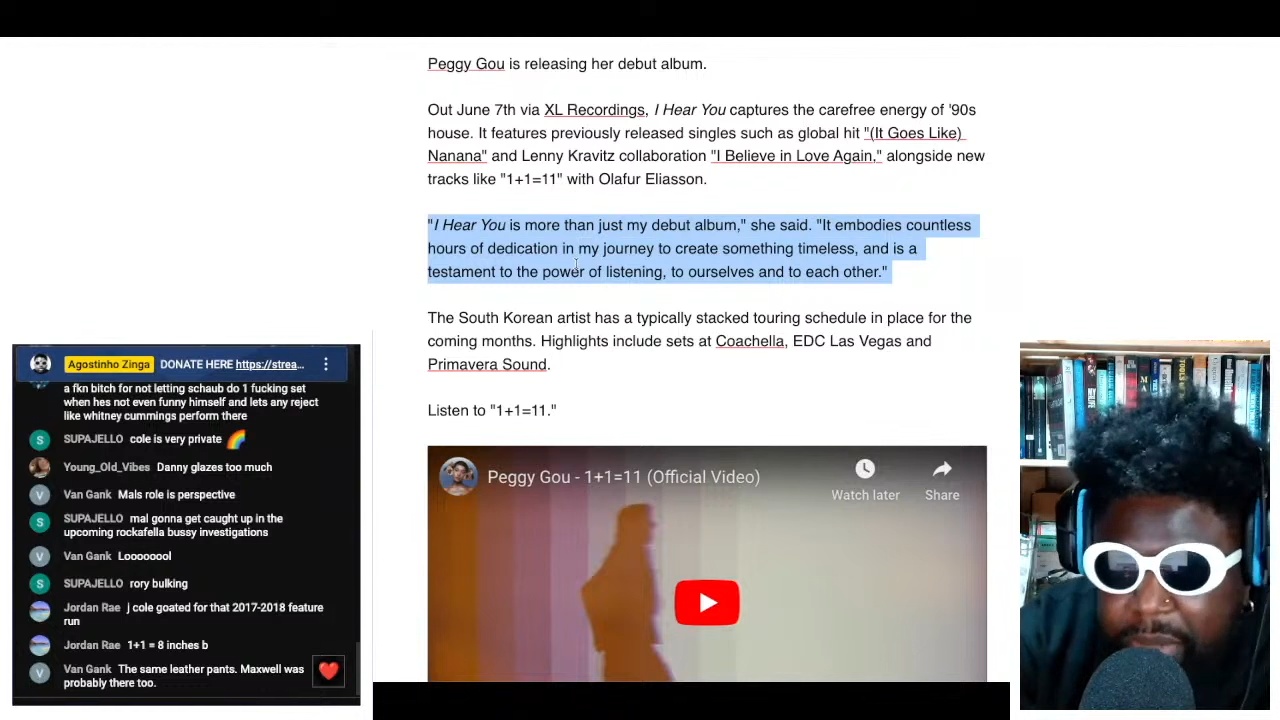 Peggy Gou is releasing her debut album.
Out June 7th via XL Recordings, I Hear You captures the carefree energy of '90s
house. It features previously released singles such as global hit "(It Goes Like)
Nanana" and Lenny Kravitz collaboration "I Believe in Love Again," alongside new
tracks like "1+1=11" with Olafur Eliasson.
"I Hear You is more than just my debut album," she said. "It embodies countless
hours of dedication in my journey to create something timeless, and is a
testament to the power of listening, to ourselves and to each other."
The South Korean artist has a typically stacked touring schedule in place for the
coming months. Highlights include sets at Coachella, EDC Las Vegas and
Primavera Sound.
Listen to "1+1=11."
Peggy Gou - 1+1=11 (Official Video)
Watch later
Share
Agostinho Zinga DONATE HERE https://strea...
a fkn bitch for not letting schaub do 1 fucking set
when hes not even funny himself and lets any reject
like whitney cummings perform there
S SUPAJELLO cole is very private 🌈
Young_Old_Vibes Danny glazes too much
V Van Gank Mals role is perspective
S SUPAJELLO mal gonna get caught up in the
upcoming rockafella bussy investigations
V Van Gank Loooooool
S SUPAJELLO rory bulking
Jordan Rae j cole goated for that 2017-2018 feature
run
Jordan Rae 1+1 = 8 inches b
V Van Gank The same leather pants. Maxwell was
probably there too.